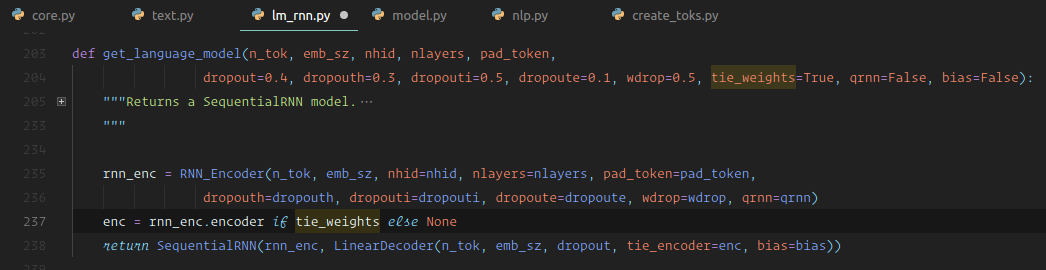 core.py text.py lm_rnn.py model.py nlp.py create_toks.py
203 def get_language_model(n_tok, emb_sz, nhid, nlayers, pad_token,
204 dropout=0.4, dropouth=0.3, dropouti=0.5, dropoute=0.1, wdrop=0.5, tie_weights=True, qrnn=False, bias=False):
205 """Returns a SequentialRNN model. ...
233 """
234
235 rnn_enc = RNN_Encoder(n_tok, emb_sz, nhid=nhid, nlayers=nlayers, pad_token=pad_token,
236 dropouth=dropouth, dropouti=dropouti, dropoute=dropoute, wdrop=wdrop, qrnn=qrnn)
237 enc = rnn_enc.encoder if tie_weights else None
238 return SequentialRNN(rnn_enc, LinearDecoder(n_tok, emb_sz, dropout, tie_encoder=enc, bias=bias))